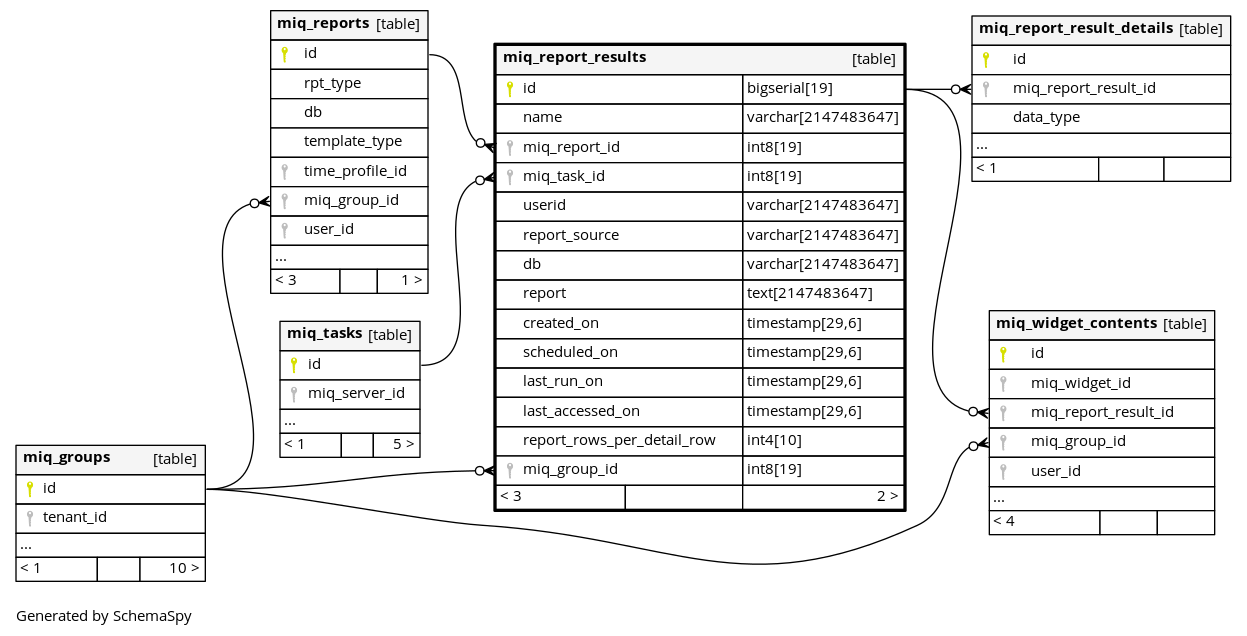 miq_reports [table]
id
rpt_type
db
template_type
time_profile_id
miq_group_id
user_id
...
< 3 1 >
miq_tasks [table]
id
miq_server_id
...
< 1 5 >
miq_groups [table]
id
tenant_id
...
< 1 10 >
miq_report_results [table]
id bigserial[19]
name varchar[2147483647]
miq_report_id int8[19]
miq_task_id int8[19]
userid varchar[2147483647]
report_source varchar[2147483647]
db varchar[2147483647]
report text[2147483647]
created_on timestamp[29,6]
scheduled_on timestamp[29,6]
last_run_on timestamp[29,6]
last_accessed_on timestamp[29,6]
report_rows_per_detail_row int4[10]
miq_group_id int8[19]
< 3 2 >
miq_report_result_details [table]
id
miq_report_result_id
data_type
...
< 1
miq_widget_contents [table]
id
miq_widget_id
miq_report_result_id
miq_group_id
user_id
...
< 4
Generated by SchemaSpy